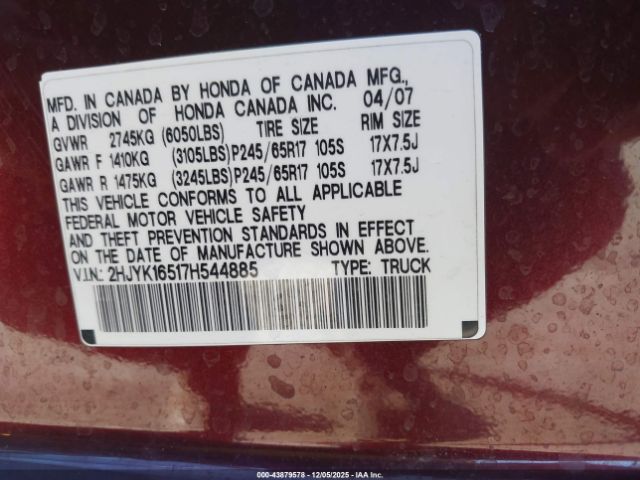 MFD. IN CANADA BY HONDA OF CANADA MFG.,
A DIVISION OF HONDA CANADA INC. 04/07
GVWR 2745KG (6050LBS) TIRE SIZE RIM SIZE
GAWR F 1410KG (3105LBS)P245/65R17 105S 17X7.5J
GAWR R 1475KG (3245LBS)P245/65R17 105S 17X7.5J
THIS VEHICLE CONFORMS TO ALL APPLICABLE
FEDERAL MOTOR VEHICLE SAFETY
AND THEFT PREVENTION STANDARDS IN EFFECT
ON THE DATE OF MANUFACTURE SHOWN ABOVE.
V.I.N.: 2HJYK16517H544885 TYPE: TRUCK
000-43879578 - 12/05/2025 - IAA Inc.